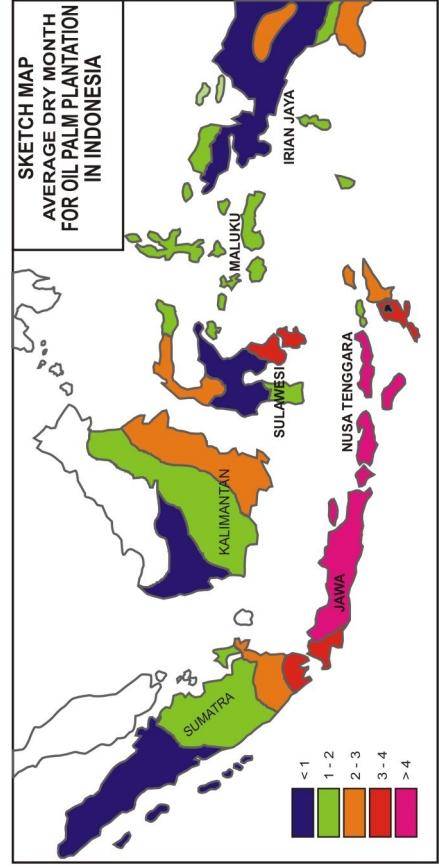 SKETCH MAP
AVERAGE DRY MONTH
FOR OIL PALM PLANTATION
IN INDONESIA
SUMATRA
KALIMANTAN
SULAWESI
MALUKU
IRIAN JAYA
JAWA
NUSA TENGGARA
< 1
1 - 2
2 - 3
3 - 4
> 4